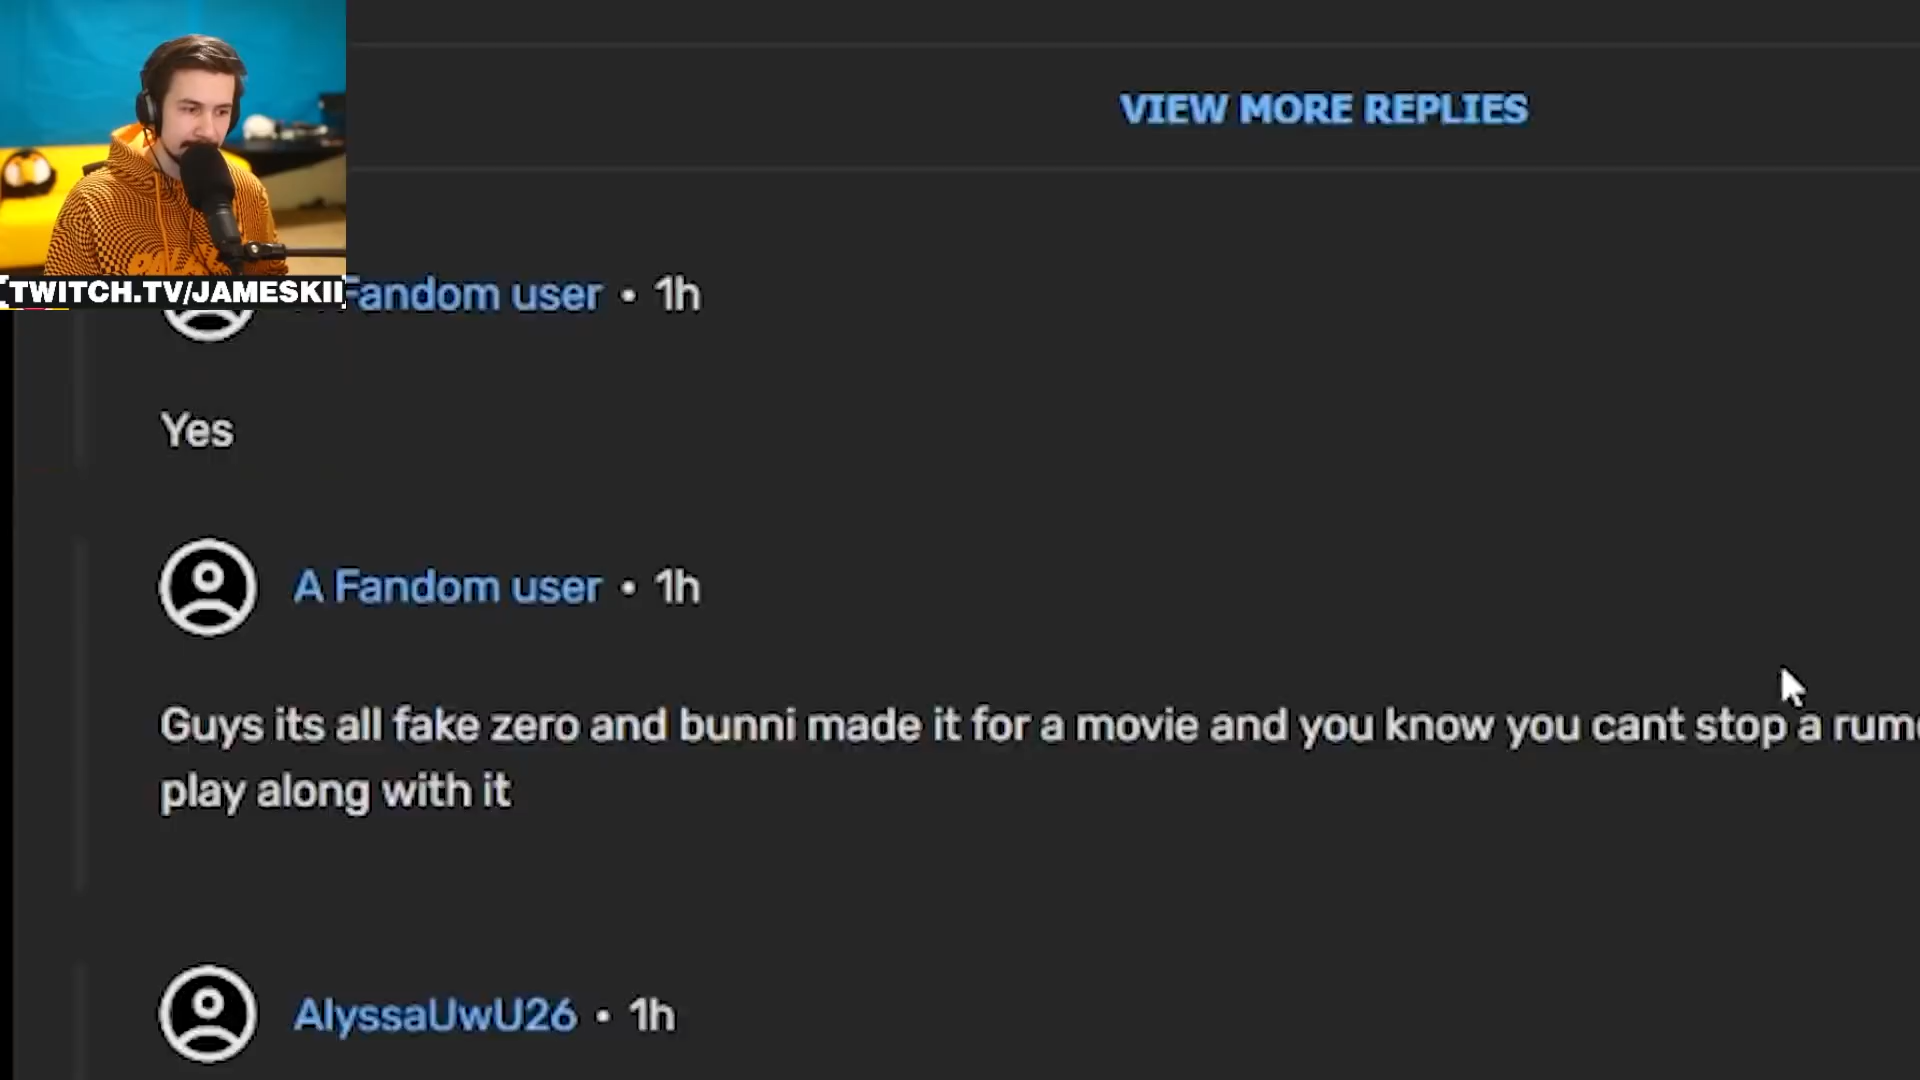 VIEW MORE REPLIES
TWITCH.TV/JAMESKII
Fandom user • 1h
Yes
A Fandom user • 1h
Guys its all fake zero and bunni made it for a movie and you know you cant stop a
play along with it
AlyssaUwU26 • 1h